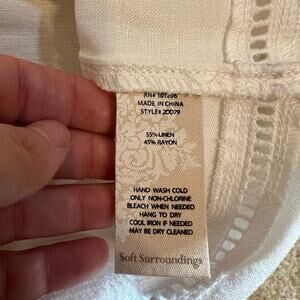 RN# 101206
MADE IN CHINA
STYLE# 2DD79
55% LINEN
45% RAYON
HAND WASH COLD
ONLY NON-CHLORINE
BLEACH WHEN NEEDED
HANG TO DRY
COOL IRON IF NEEDED
MAY BE DRY CLEANED
Soft Surroundings